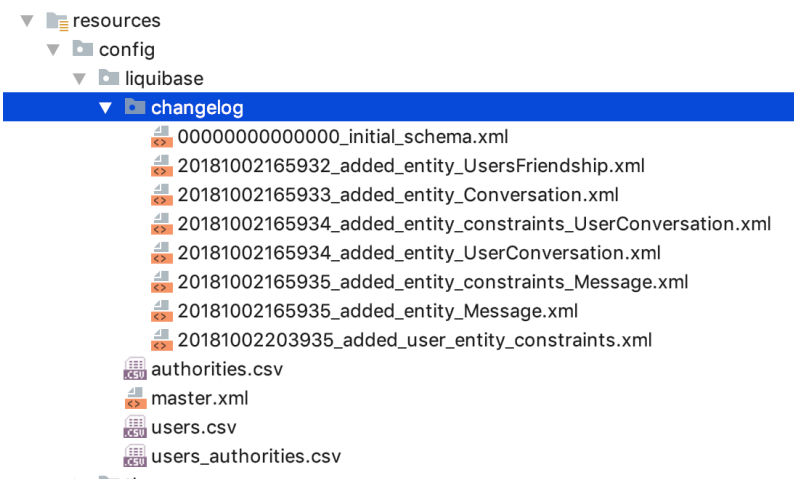 resources
config
liquibase
changelog
00000000000000_initial_schema.xml
20181002165932_added_entity_UsersFriendship.xml
20181002165933_added_entity_Conversation.xml
20181002165934_added_entity_constraints_UserConversation.xml
20181002165934_added_entity_UserConversation.xml
20181002165935_added_entity_constraints_Message.xml
20181002165935_added_entity_Message.xml
20181002203935_added_user_entity_constraints.xml
authorities.csv
master.xml
users.csv
users_authorities.csv